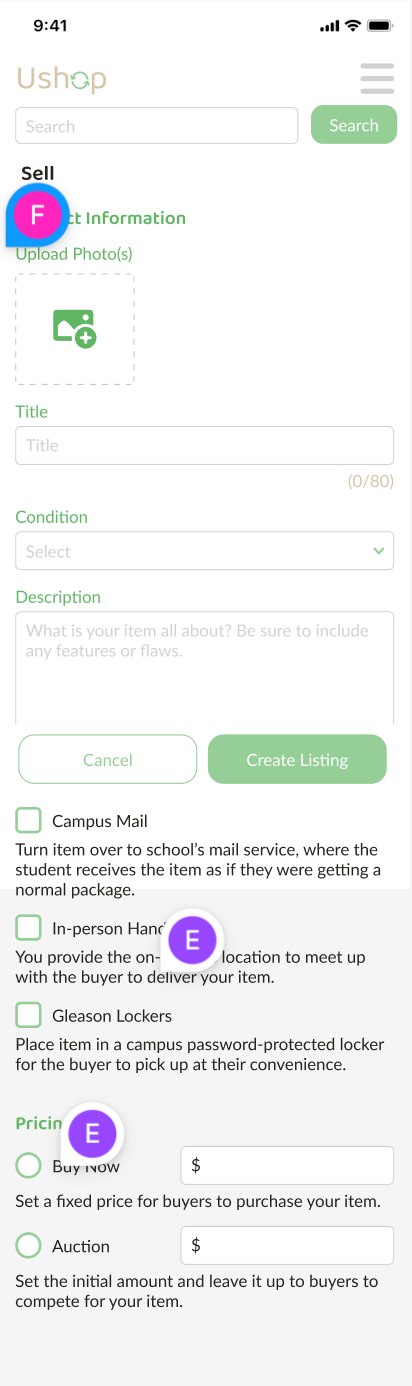 9:41
Ushop
Search
Search
Sell
F
ct Information
Upload Photo(s)
Title
Title
(0/80)
Condition
Select
Description
What is your item all about? Be sure to include
any features or flaws.
Cancel
Create Listing
Campus Mail
Turn item over to school's mail service, where the
student receives the item as if they were getting a
normal package.
In-person Hand
E
You provide the on- location to meet up
with the buyer to deliver your item.
Gleason Lockers
Place item in a campus password-protected locker
for the buyer to pick up at their convenience.
Pricin
E
Buy Now
$
Set a fixed price for buyers to purchase your item.
Auction
$
Set the initial amount and leave it up to buyers to
compete for your item.